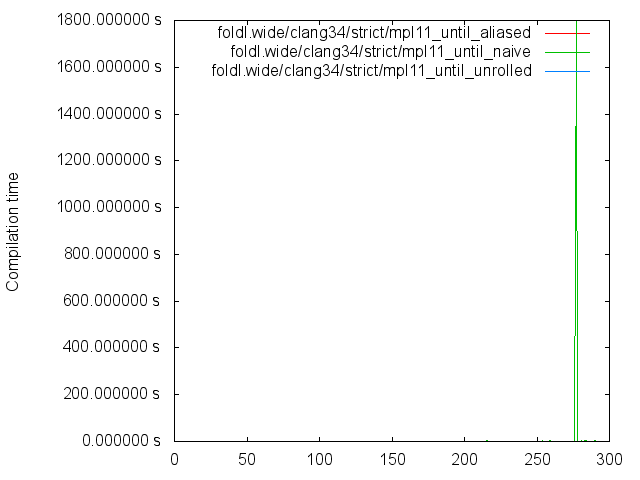 1800.000000 s
foldl.wide/clang34/strict/mpl11_until_aliased
foldl.wide/clang34/strict/mpl11_until_naive
1600.000000 s
foldl.wide/clang34/strict/mpl11_until_unrolled
1400.000000 s
1200.000000 s
1000.000000 s
Compilation time
800.000000 s
600.000000 s
400.000000 s
200.000000 s
0.000000 s
0 50 100 150 200 250 300